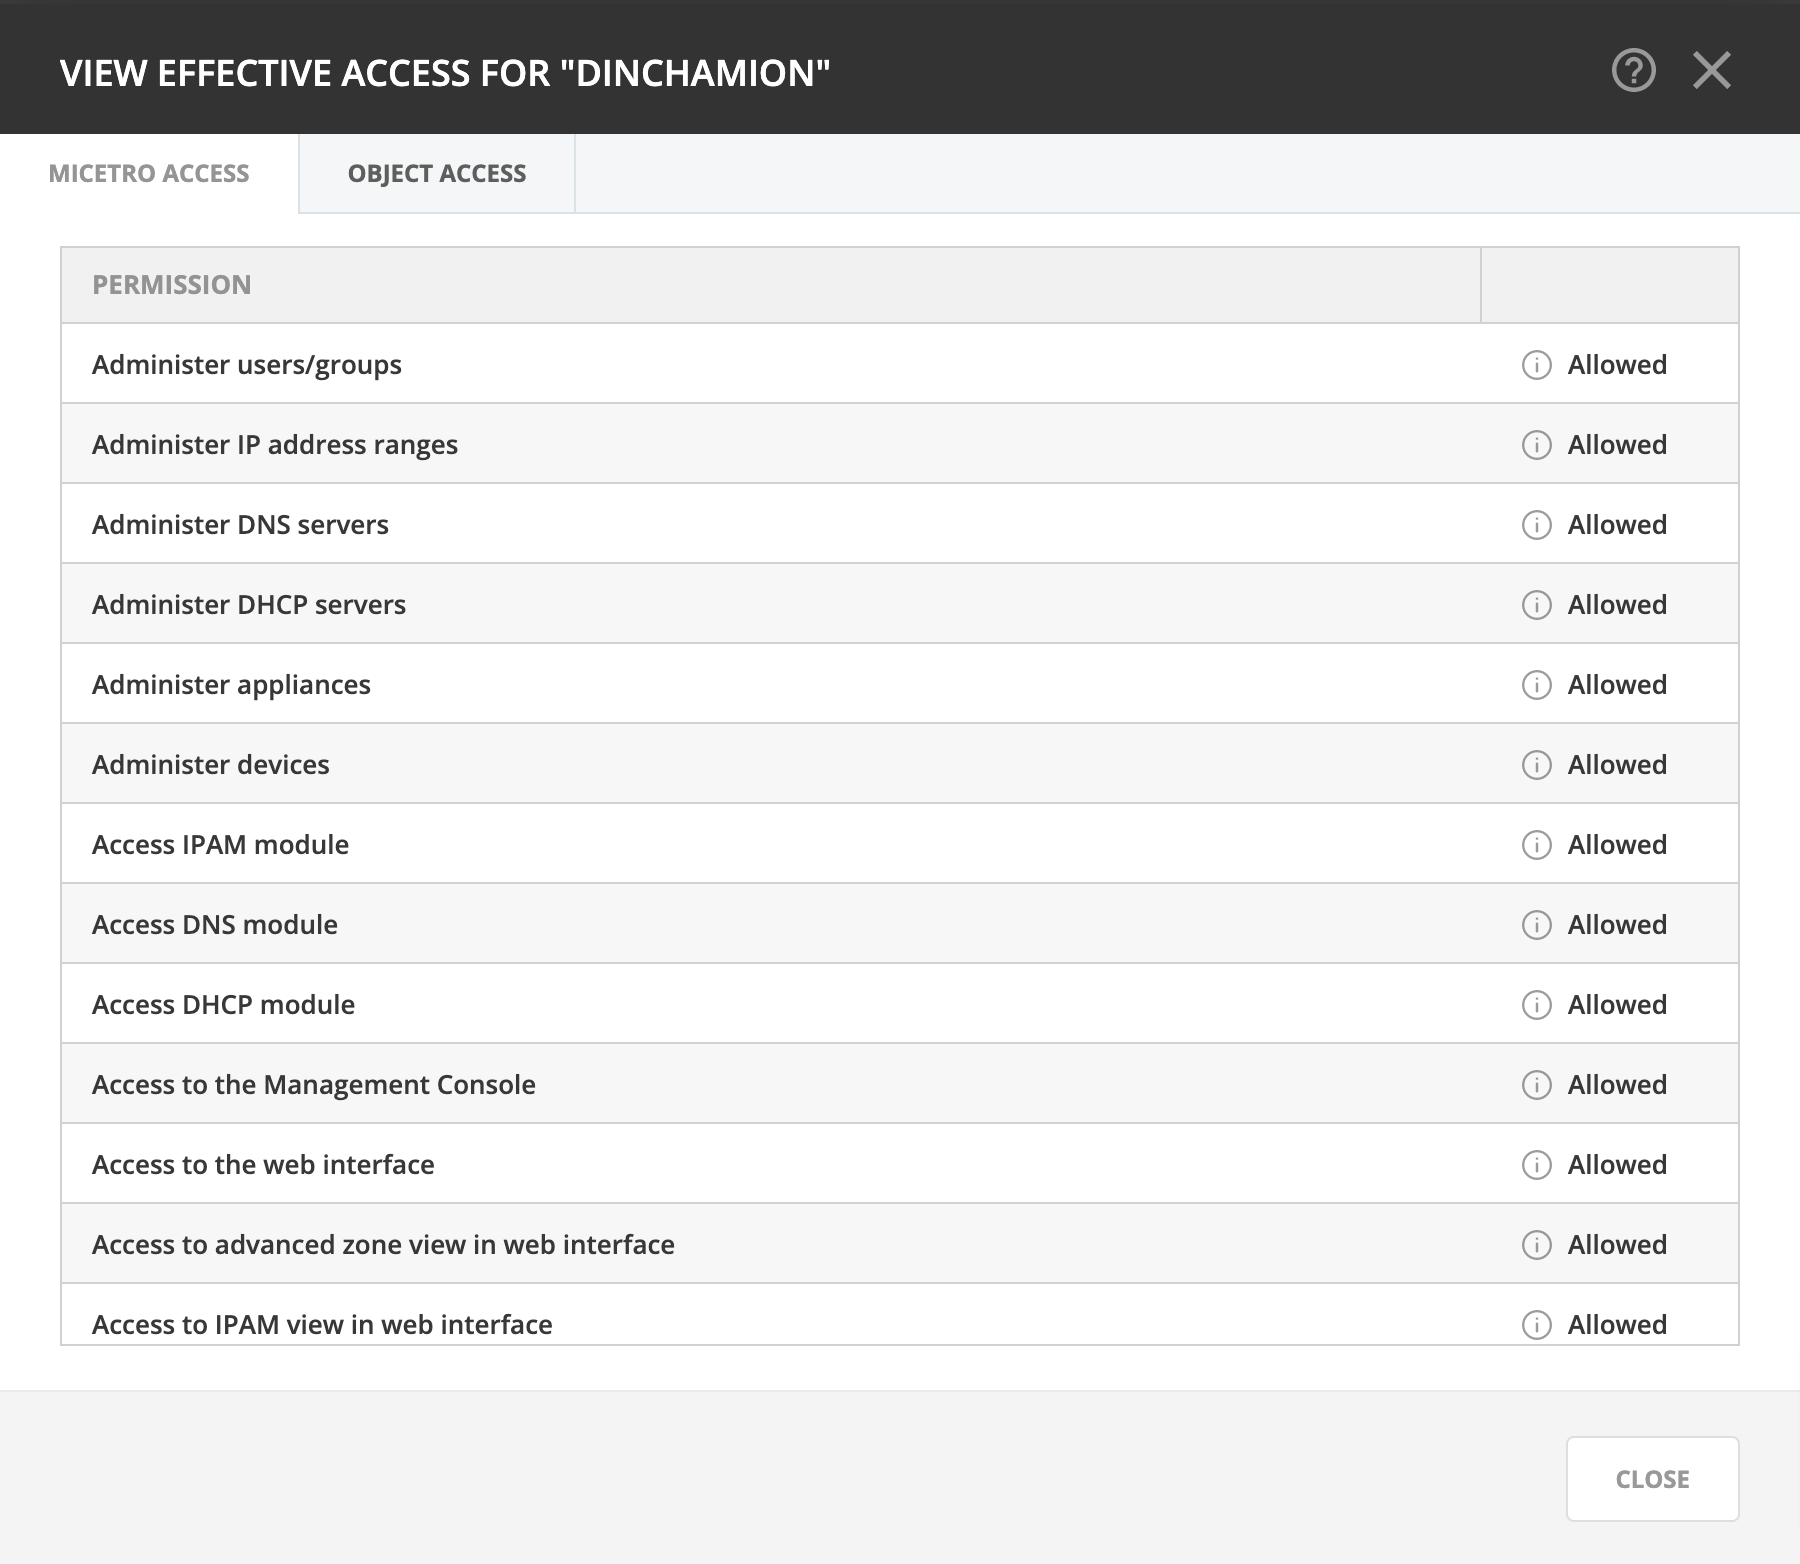 VIEW EFFECTIVE ACCESS FOR "DINCHAMION"
MICETRO ACCESS
OBJECT ACCESS
PERMISSION
Administer users/groups Allowed
Administer IP address ranges Allowed
Administer DNS servers Allowed
Administer DHCP servers Allowed
Administer appliances Allowed
Administer devices Allowed
Access IPAM module Allowed
Access DNS module Allowed
Access DHCP module Allowed
Access to the Management Console Allowed
Access to the web interface Allowed
Access to advanced zone view in web interface Allowed
Access to IPAM view in web interface Allowed
CLOSE